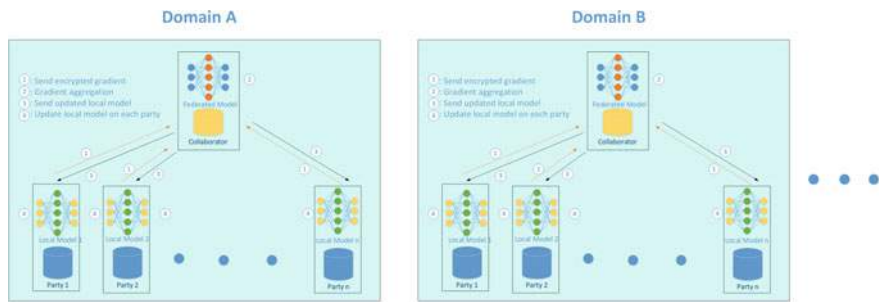 Domain A
① : Send encrypted gradient
② : Gradient aggregation
③ : Send updated local model
④ : Update local model on each party
Federated Model
Collaborator
Local Model 1
Party 1
Local Model 2
Party 2
Local Model n
Party n
Domain B
① : Send encrypted gradient
② : Gradient aggregation
③ : Send updated local model
④ : Update local model on each party
Federated Model
Collaborator
Local Model 1
Party 1
Local Model 2
Party 2
Local Model n
Party n